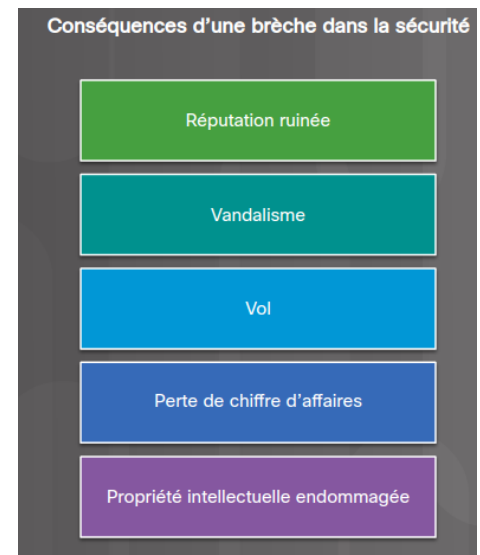 Conséquences d’une brèche dans la sécurité
Réputation ruinée
Vandalisme
Vol
Perte de chiffre d’affaires
Propriété intellectuelle endommagée